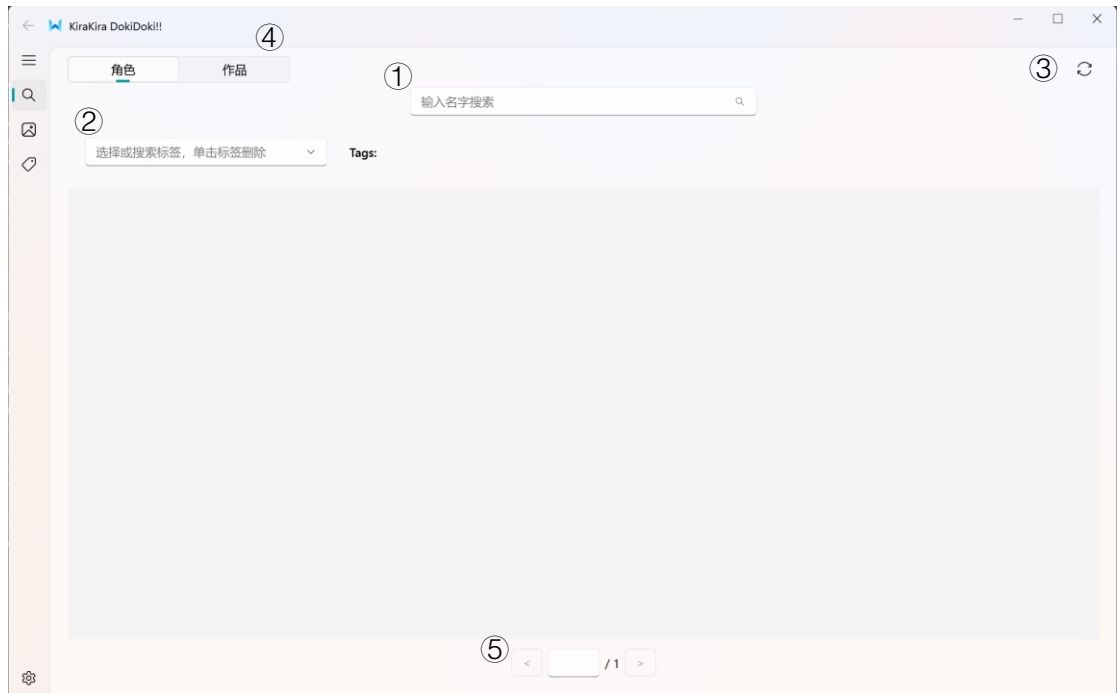 KiraKira DokiDoki!!
④
角色 作品
① ③
输入名字搜索
②
选择或搜索标签，单击标签删除 Tags:
⑤
< / 1 >